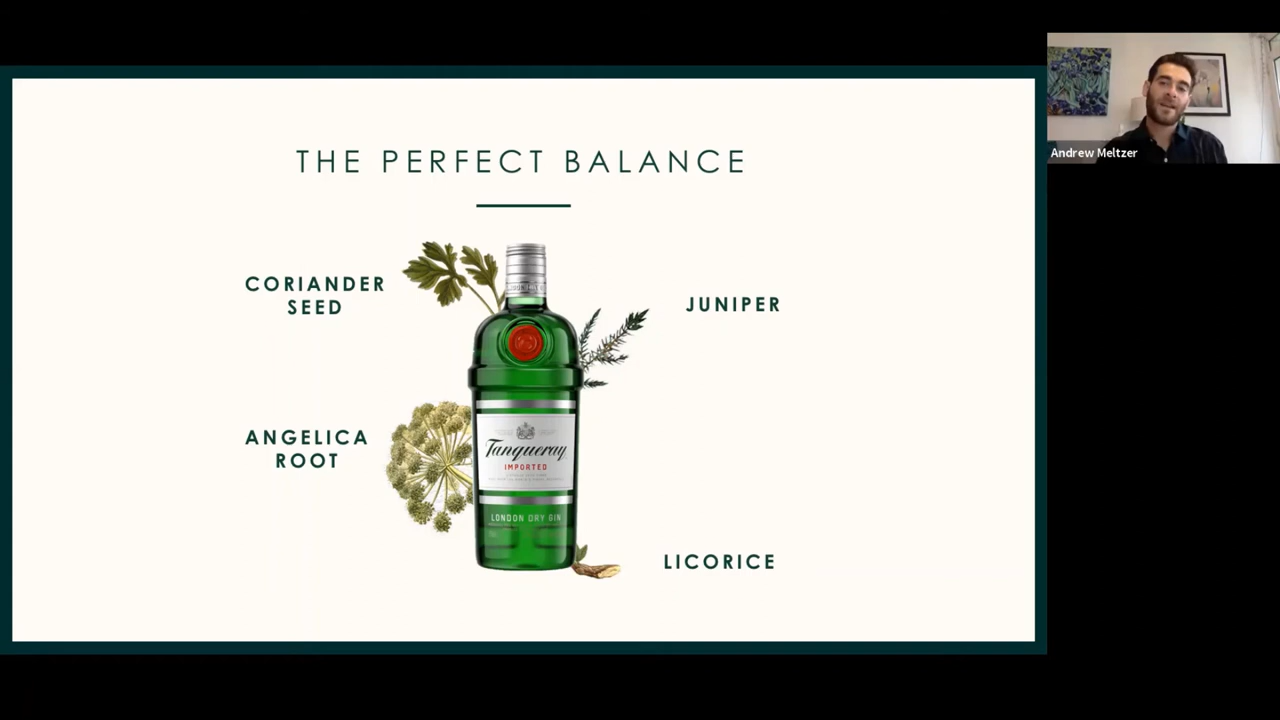 THE PERFECT BALANCE
CORIANDER
SEED
JUNIPER
ANGELICA
ROOT
Tanqueray
IMPORTED
LONDON DRY GIN
LICORICE
Andrew Meltzer